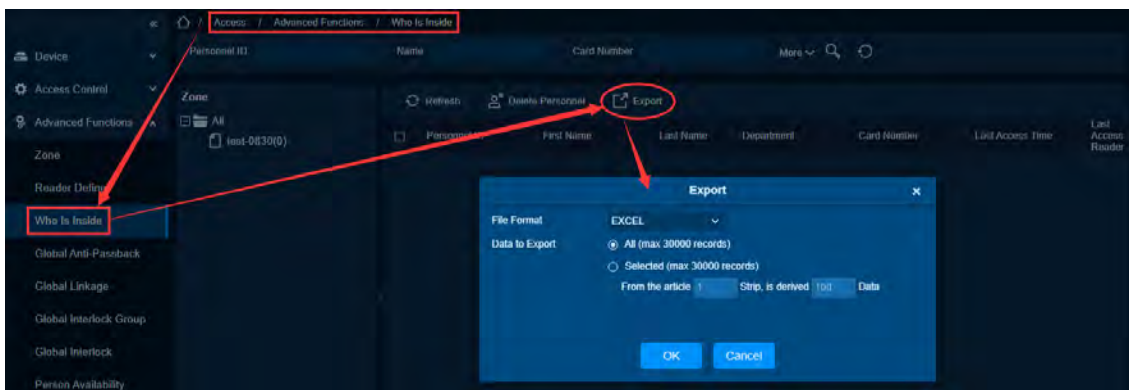 / Access / Advanced Functions / Who Is Inside
Device
Access Control
Advanced Functions
Zone
Reader Define
Who Is Inside
Global Anti-Passback
Global Linkage
Global Interlock Group
Global Interlock
Person Availability
Personnel ID Name Card Number More
Zone
All
test-0830(0)
Refresh Delete Personnel Export
First Name Last Name Department Card Number Last Access Time Last Access Reader
Export
File Format EXCEL
Data to Export All (max 30000 records)
Selected (max 30000 records)
From the article 1 Strip, is derived 100 Data
OK Cancel